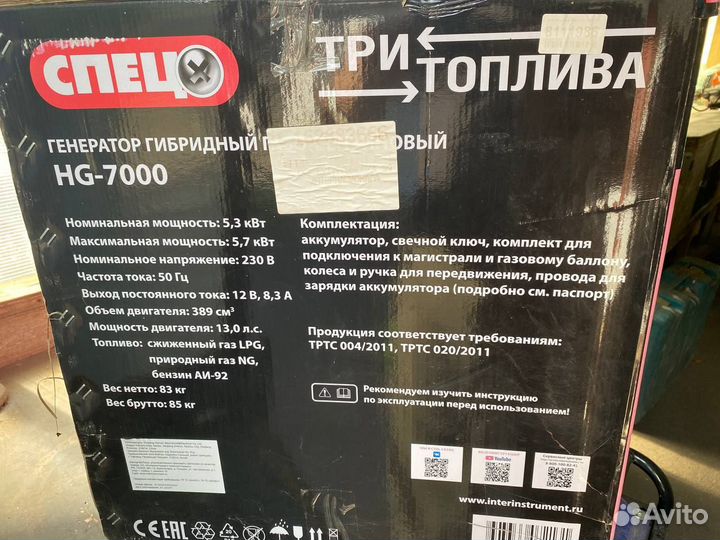 СПЕЦ
ТРИ
ТОПЛИВА
ГЕНЕРАТОР ГИБРИДНЫЙ
HG-7000
Номинальная мощность: 5,3 кВт
Максимальная мощность: 5,7 кВт
Номинальное напряжение: 230 В
Частота тока: 50 Гц
Выход постоянного тока: 12 В, 8,3 А
Объем двигателя: 389 см³
Мощность двигателя: 13,0 л.с.
Топливо: сжиженный газ LPG,
природный газ NG,
бензин АИ-92
Вес нетто: 83 кг
Вес брутто: 85 кг
Комплектация:
аккумулятор, свечной ключ, комплект для
подключения к магистрали и газовому баллону,
колеса и ручка для передвижения, провода для
зарядки аккумулятора (подробно см. паспорт)
Продукция соответствует требованиям:
ТРТС 004/2011, ТРТС 020/2011
Рекомендуем изучить инструкцию
по эксплуатации перед использованием!
YouTube
Сервисные центры
www.interinstrument.ru
CE EAC
Avito